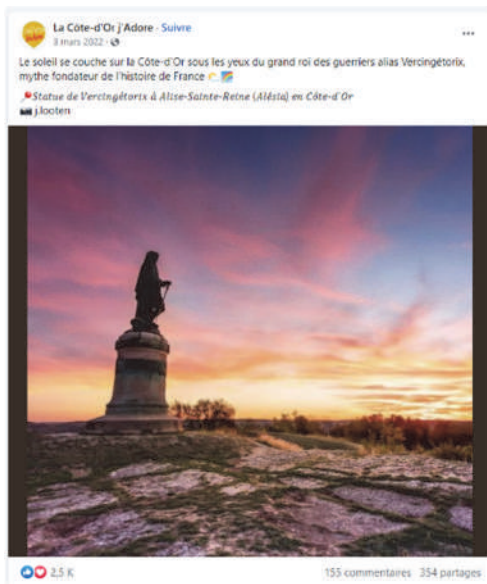 La Côte-d'Or j'Adore · Suivre
3 mars 2022 ·
Le soleil se couche sur la Côte-d'Or sous les yeux du grand roi des guerriers alias Vercingétorix,
mythe fondateur de l'histoire de France
Statue de Vercingétorix à Alise-Sainte-Reine (Alésia) en Côte-d'Or
j.looten
2,5 K
155 commentaires 354 partages